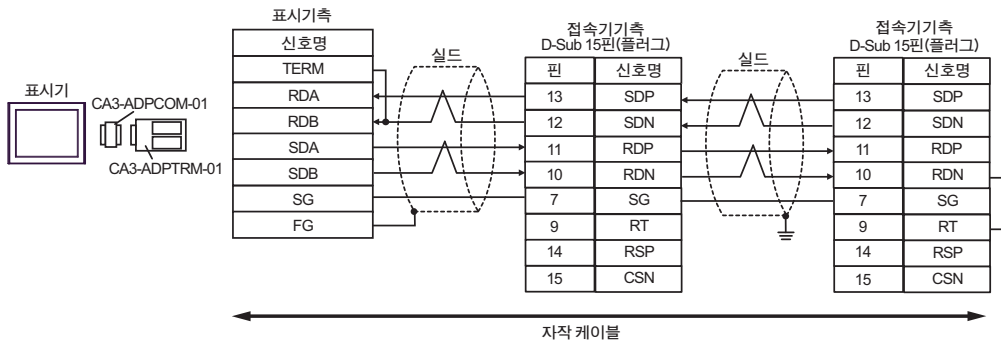 표시기
CA3-ADPCOM-01
CA3-ADPTRM-01
표시기측
신호명
TERM
RDA
RDB
SDA
SDB
SG
FG
실드
접속기기측
D-Sub 15핀(플러그)
핀 신호명
13 SDP
12 SDN
11 RDP
10 RDN
7 SG
9 RT
14 RSP
15 CSN
실드
접속기기측
D-Sub 15핀(플러그)
핀 신호명
13 SDP
12 SDN
11 RDP
10 RDN
7 SG
9 RT
14 RSP
15 CSN
자작 케이블